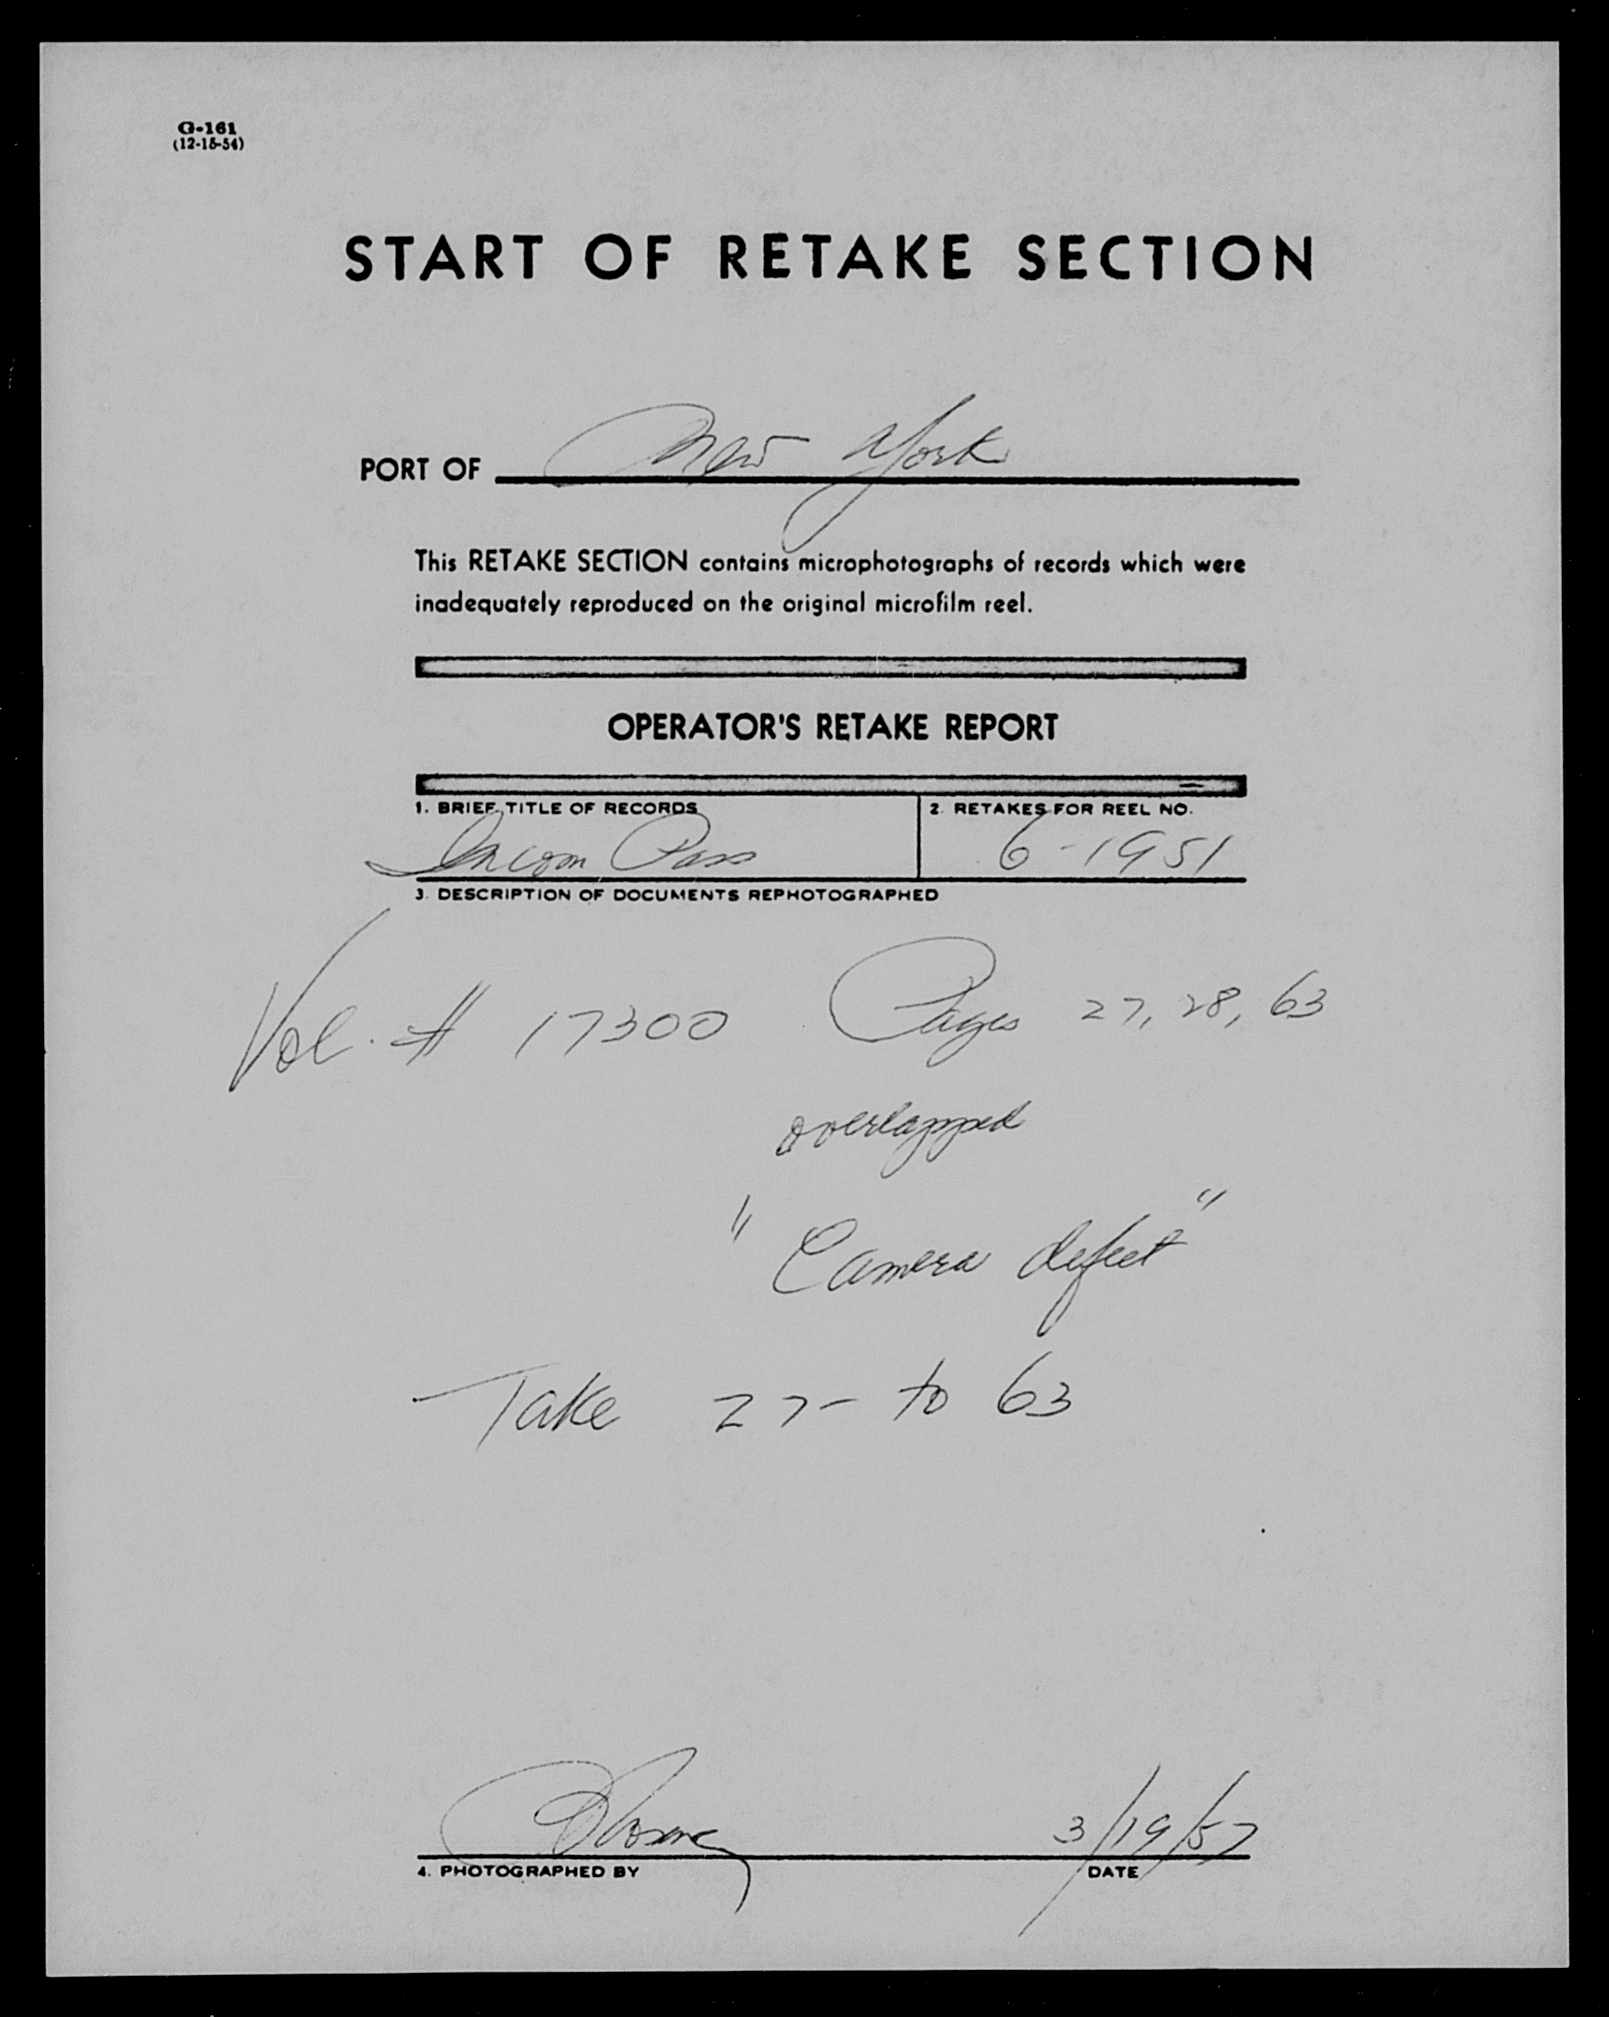 G-161
(12-15-54)
START OF RETAKE SECTION
PORT OF New York
This RETAKE SECTION contains microphotographs of records which were
inadequately reproduced on the original microfilm reel.
OPERATOR'S RETAKE REPORT
1. BRIEF TITLE OF RECORDS
Incom Pass
2. RETAKES FOR REEL NO.
6-1951
3. DESCRIPTION OF DOCUMENTS REPHOTOGRAPHED
Vol. # 17300 Pages 27, 28, 63
overlapped
"Camera defect"
Take 27- to 63
3/19/57
4. PHOTOGRAPHED BY
DATE